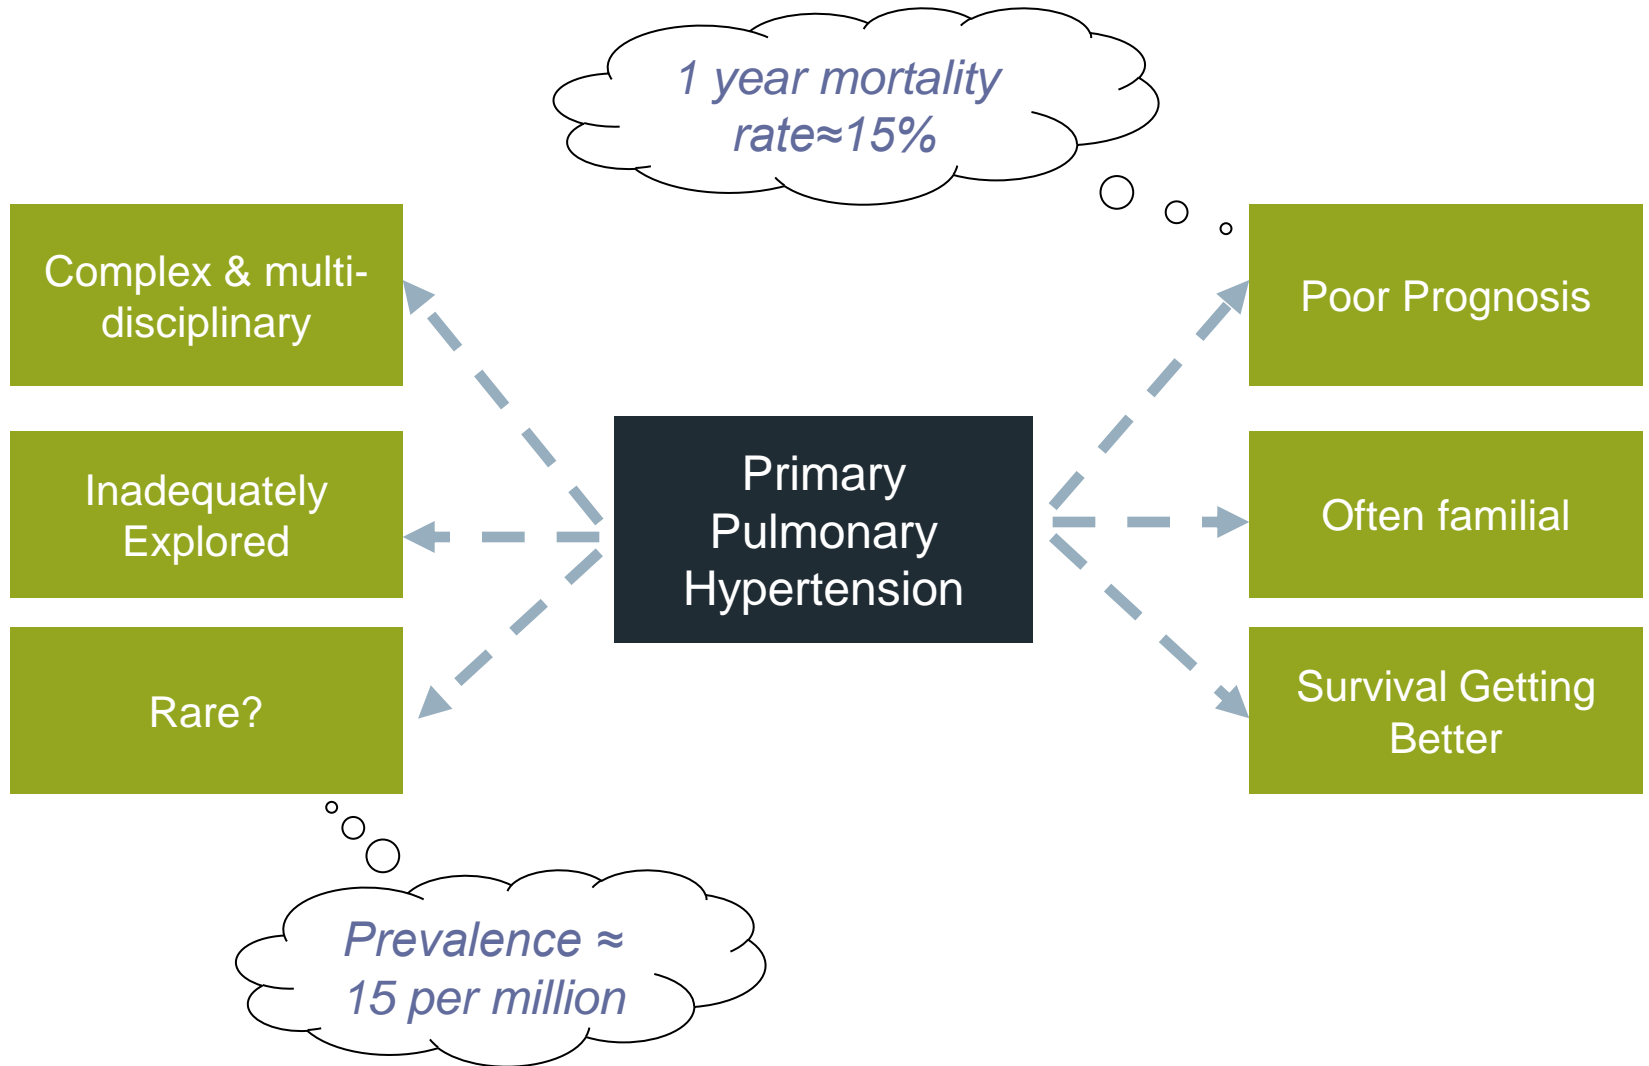 1 year mortality
rate≈15%
Complex & multi-
disciplinary
Poor Prognosis
Inadequately
Explored
Primary
Pulmonary
Hypertension
Often familial
Rare?
Survival Getting
Better
Prevalence ≈
15 per million